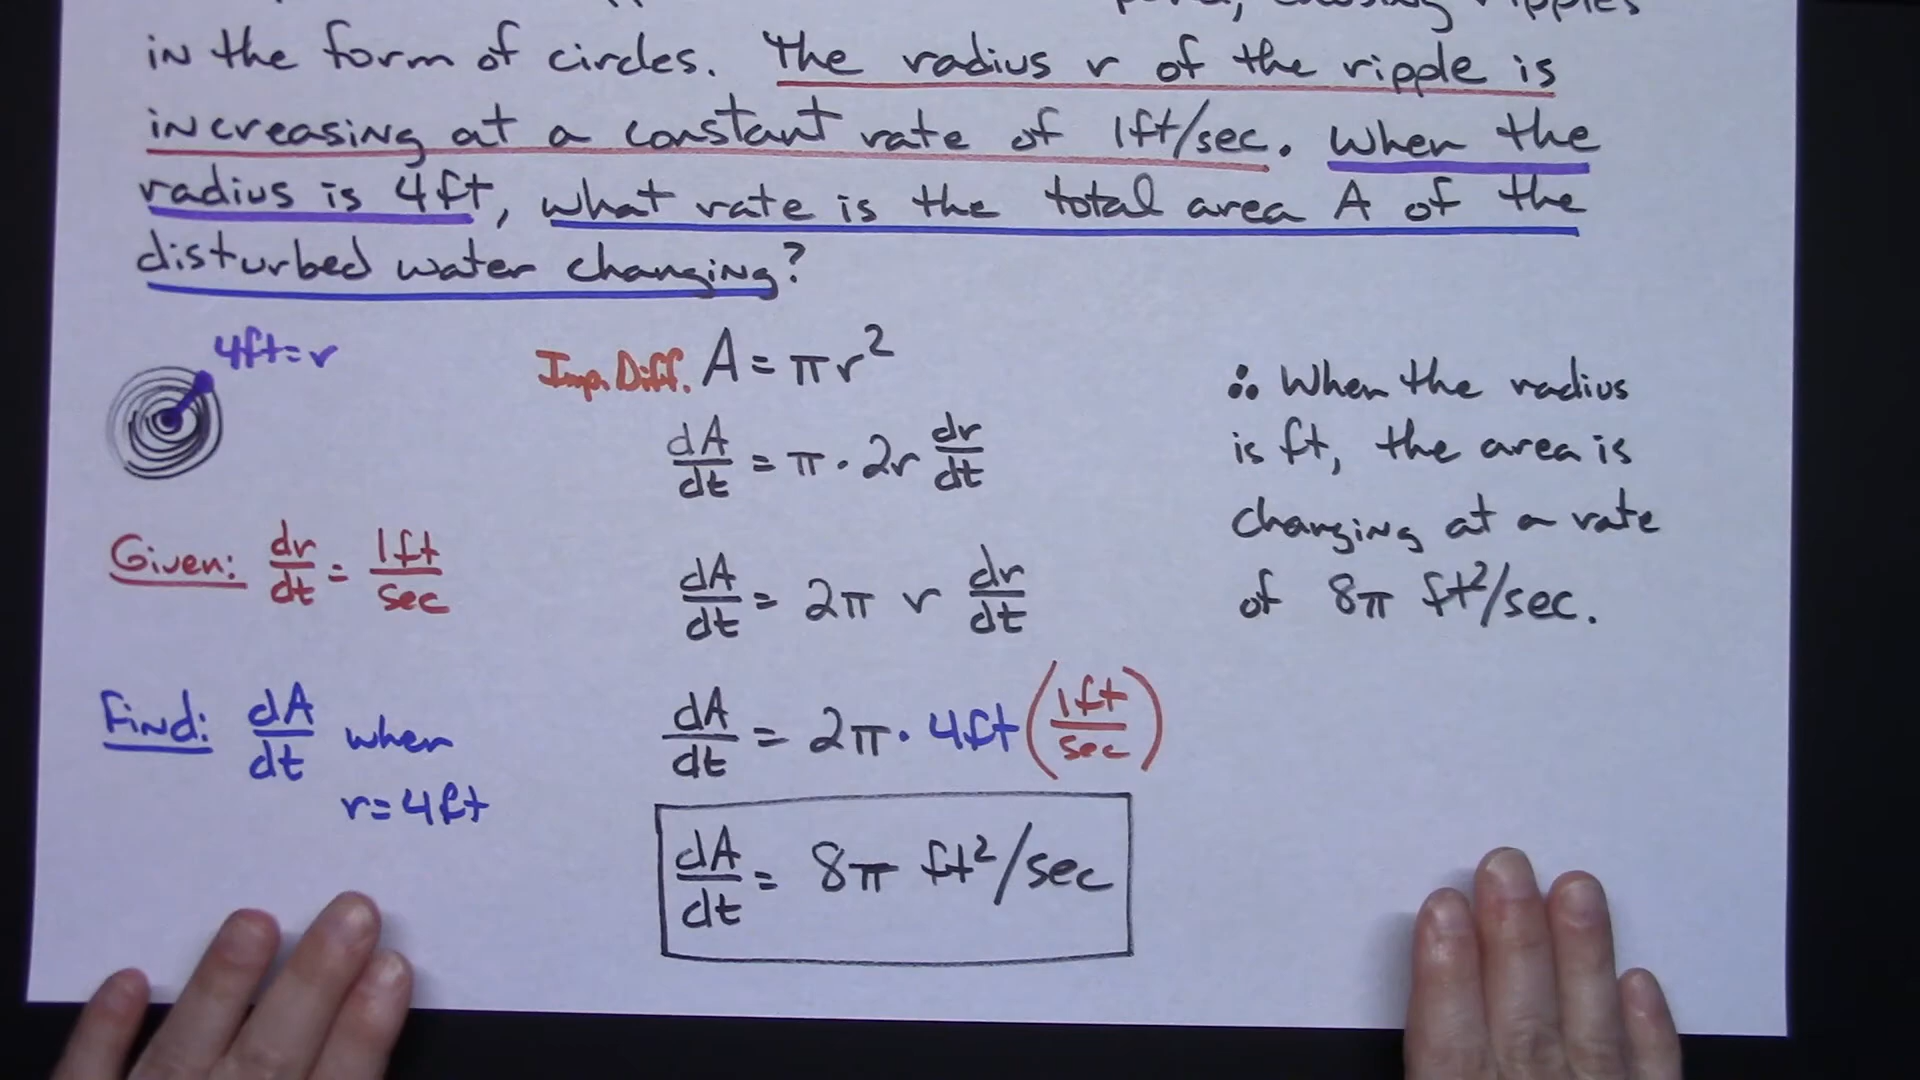 ripples
in the form of circles. The radius r of the ripple is
increasing at a constant rate of 1ft/sec. When the
radius is 4ft, what rate is the total area A of the
disturbed water changing?
4ft=r
Given: dr/dt = 1ft/sec
Find: dA/dt when
r=4ft
Imp. Diff. A = πr²
dA/dt = π · 2r dr/dt
dA/dt = 2π r dr/dt
dA/dt = 2π · 4ft (1ft/sec)
dA/dt = 8π ft²/sec
∴ When the radius
is ft, the area is
changing at a rate
of 8π ft²/sec.